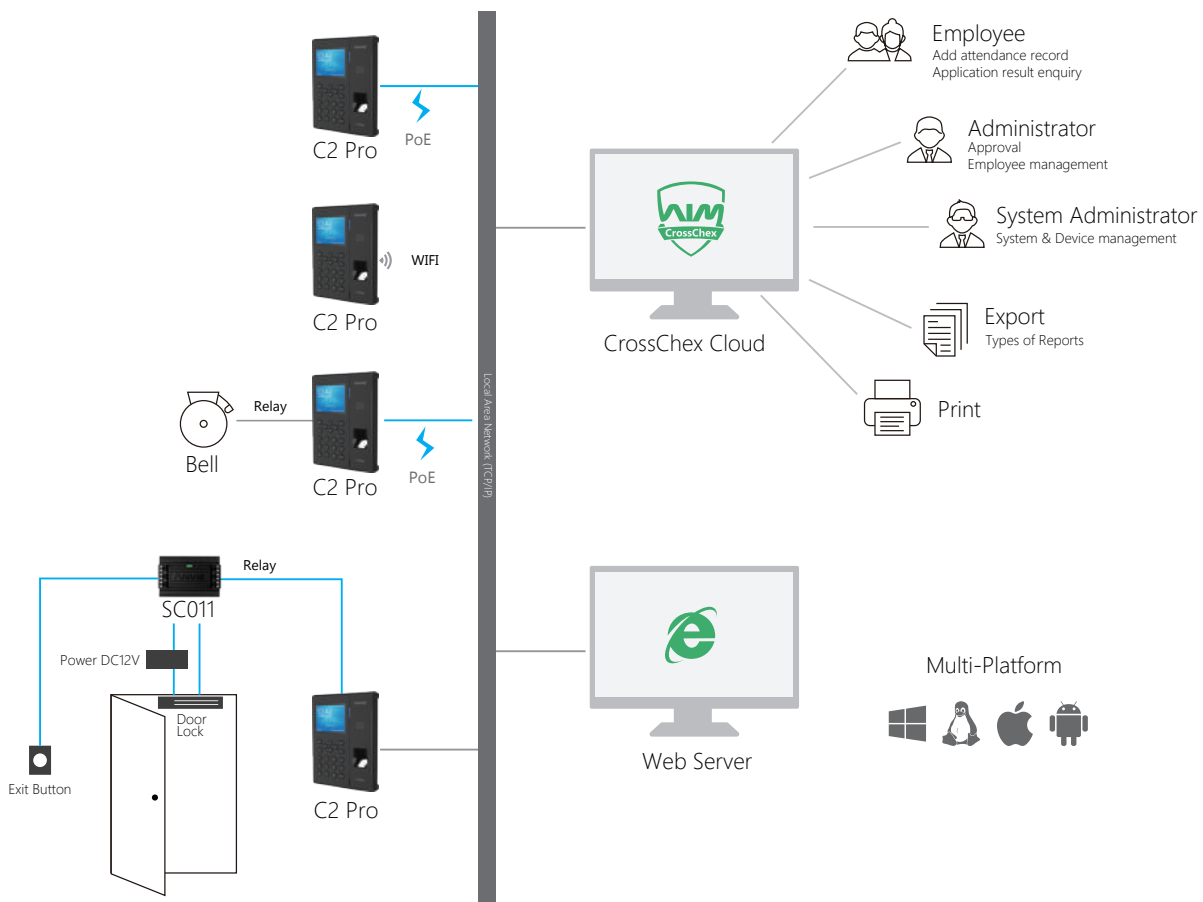 C2 Pro
PoE
C2 Pro
WIFI
Bell
Relay
C2 Pro
PoE
SC011
Relay
Power DC12V
Door
Lock
Exit Button
C2 Pro
Local Area Network (TCP/IP)
CrossChex
CrossChex Cloud
Employee
Add attendance record
Application result enquiry
Administrator
Approval
Employee management
System Administrator
System & Device management
Export
Types of Reports
Print
Web Server
Multi-Platform